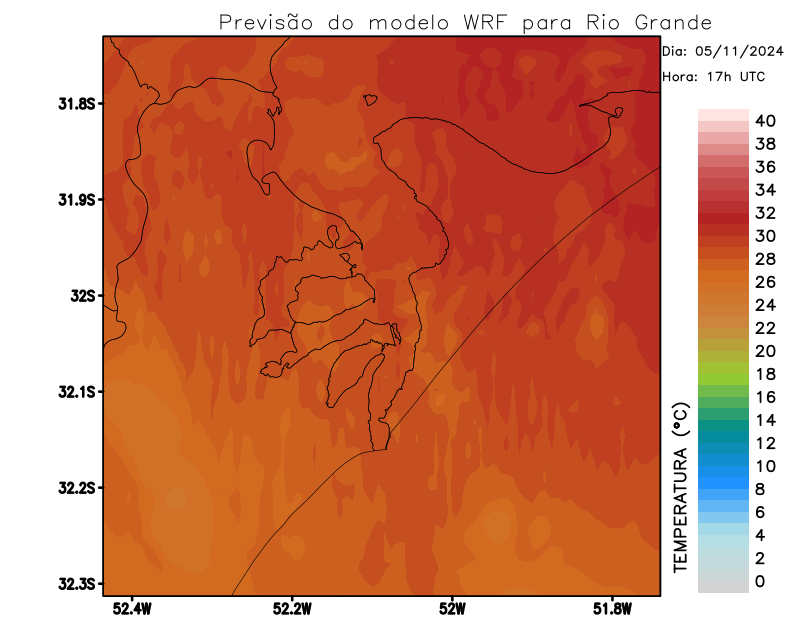 Previsão do modelo WRF para Rio Grande
Dia: 05/11/2024
Hora: 17h UTC
31.8S
31.9S
32S
32.1S
32.2S
32.3S
52.4W
52.2W
52W
51.8W
TEMPERATURA (°C)
40
38
36
34
32
30
28
26
24
22
20
18
16
14
12
10
8
6
4
2
0